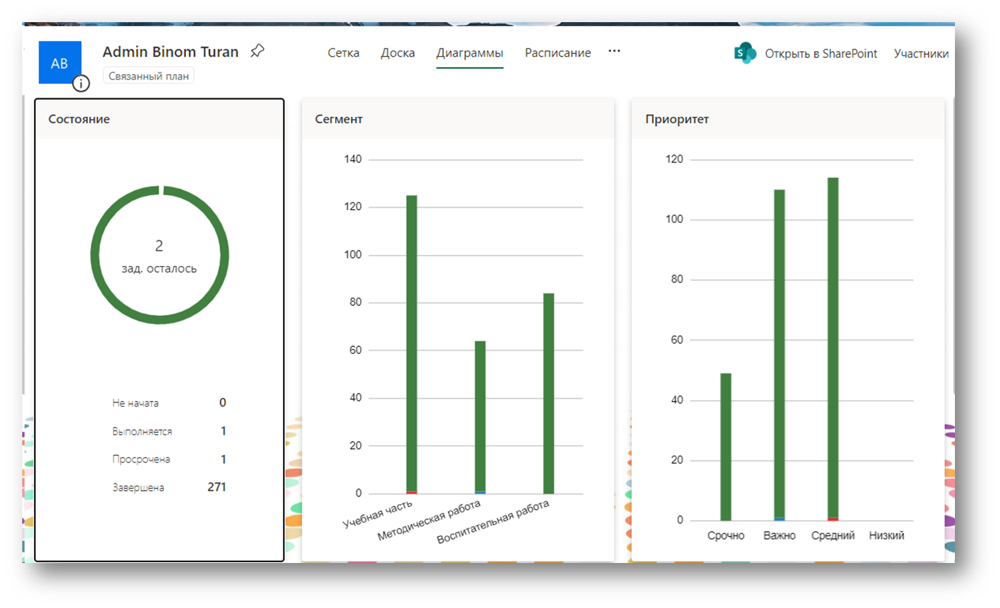 AB
Admin Binom Turan
Связанный план
Сетка Доска Диаграммы Расписание ...
S Открыть в SharePoint Участники
Состояние
2
зад. осталось
Не начата 0
Выполняется 1
Просрочена 1
Завершена 271
Сегмент
140
120
100
80
60
40
20
0
Учебная часть
Методическая работа
Воспитательная работа
Приоритет
120
100
80
60
40
20
0
Срочно Важно Средний Низкий